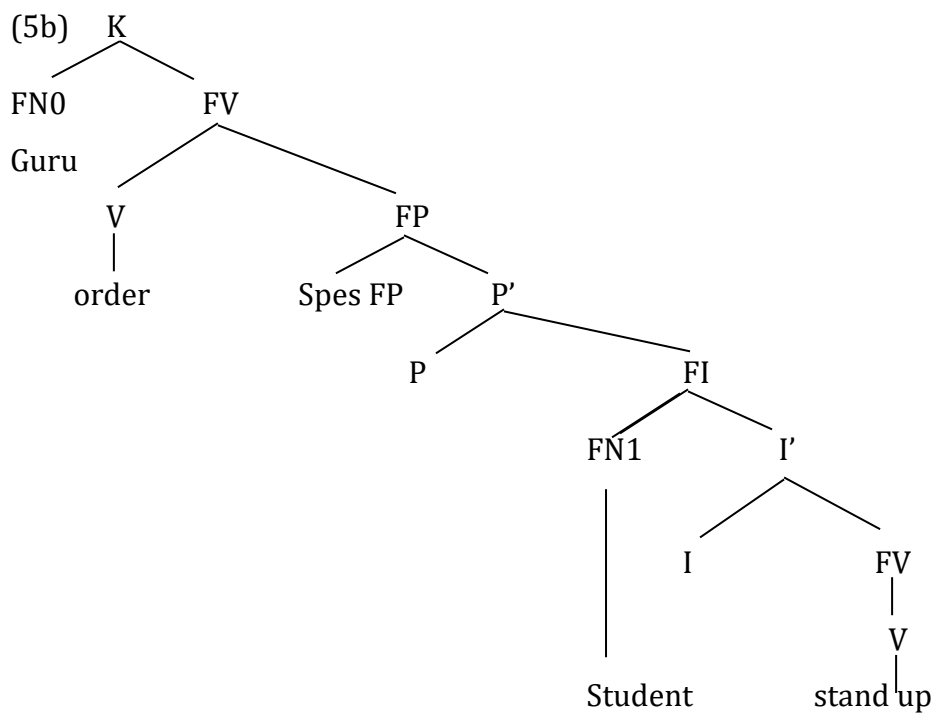 (5b) K
FN0 FV
Guru
V FP
order Spes FP P’
P FI
FN1 I’
I FV
V
Student stand up